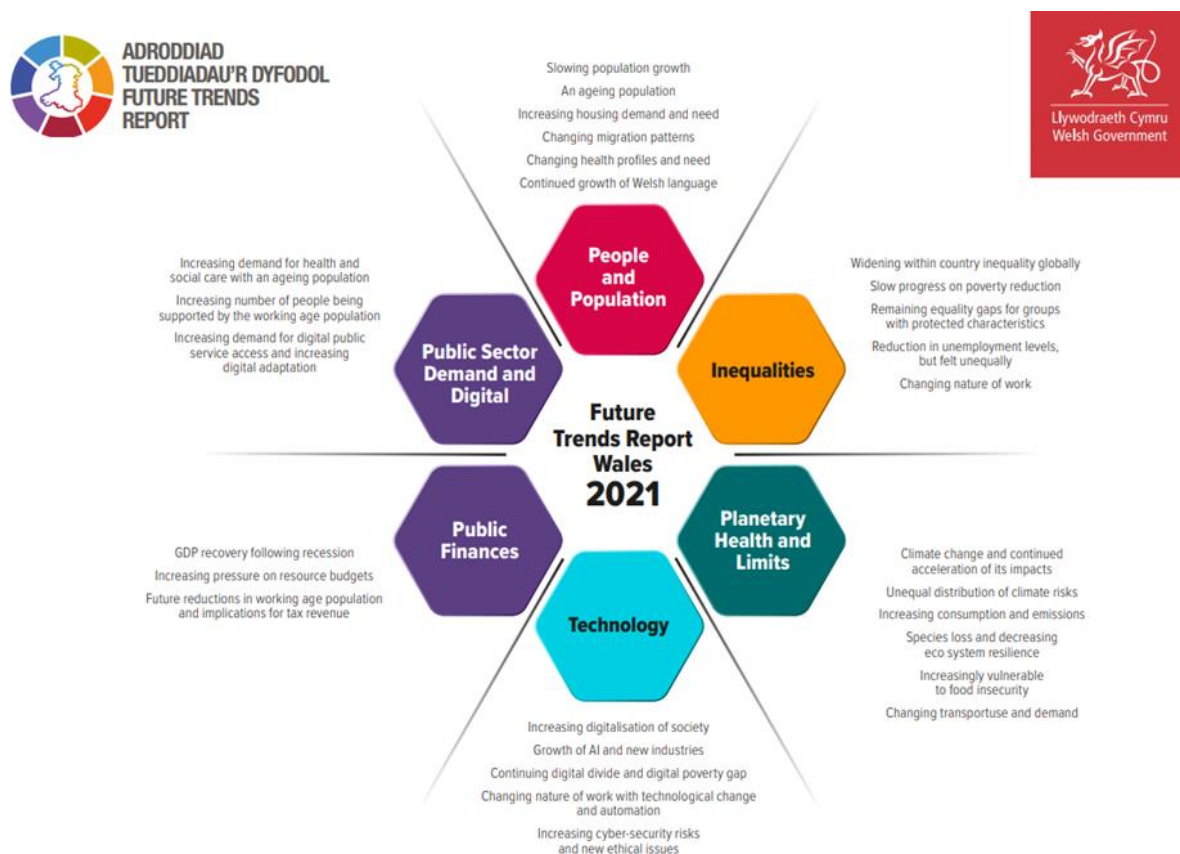 ADRODDIAD
TUEDDIADAU'R DYFODOL
FUTURE TRENDS
REPORT
Llywodraeth Cymru
Welsh Government
Slowing population growth
An ageing population
Increasing housing demand and need
Changing migration patterns
Changing health profiles and need
Continued growth of Welsh language
People
and
Population
Widening within country inequality globally
Slow progress on poverty reduction
Remaining equality gaps for groups
with protected characteristics
Reduction in unemployment levels,
but felt unequally
Changing nature of work
Inequalities
Increasing demand for health and
social care with an ageing population
Increasing number of people being
supported by the working age population
Increasing demand for digital public
service access and increasing
digital adaptation
Public Sector
Demand and
Digital
Future
Trends Report
Wales
2021
Planetary
Health and
Limits
Climate change and continued
acceleration of its impacts
Unequal distribution of climate risks
Increasing consumption and emissions
Species loss and decreasing
eco system resilience
Increasingly vulnerable
to food insecurity
Changing transportuse and demand
Public
Finances
GDP recovery following recession
Increasing pressure on resource budgets
Future reductions in working age population
and implications for tax revenue
Technology
Increasing digitalisation of society
Growth of AI and new industries
Continuing digital divide and digital poverty gap
Changing nature of work with technological change
and automation
Increasing cyber-security risks
and new ethical issues